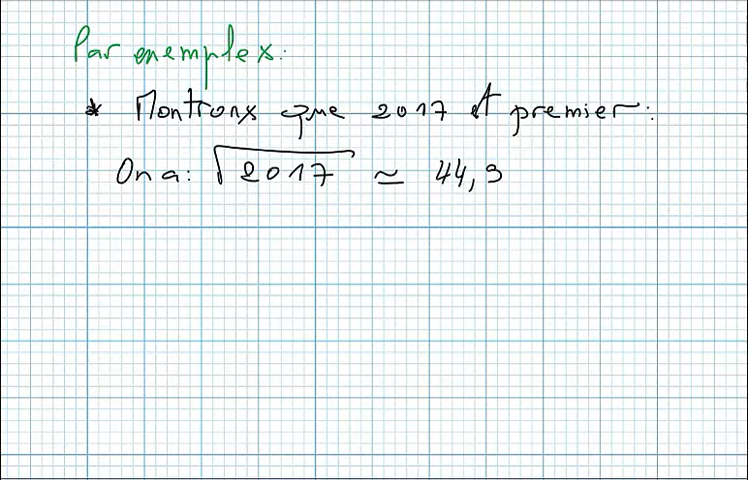 Par exemples:
* Montrons que 2017 est premier:
On a: √2017 ≃ 44,9